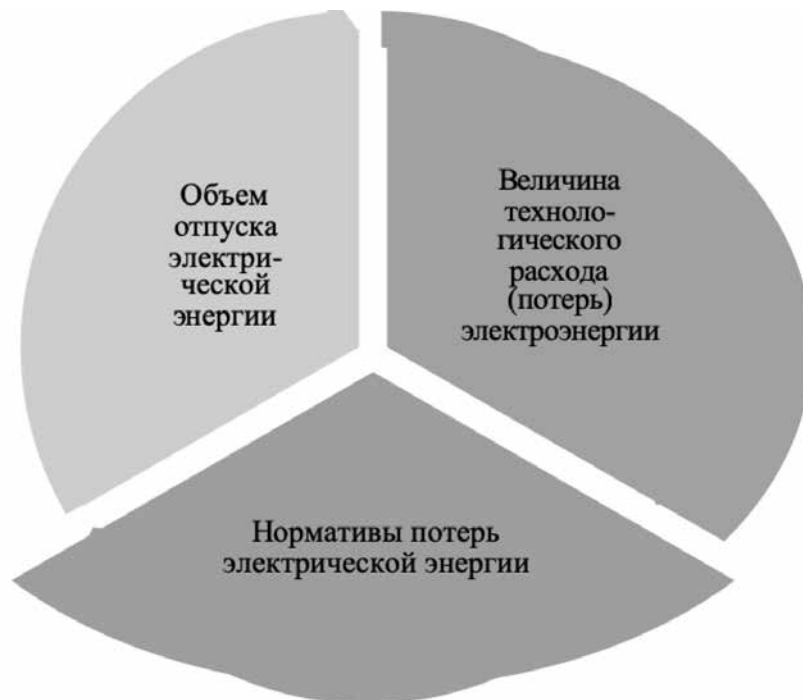 Объем
отпуска
электри-
ческой
энергии
Величина
техноло-
гического
расхода
(потерь)
электроэнергии
Нормативы потерь
электрической энергии